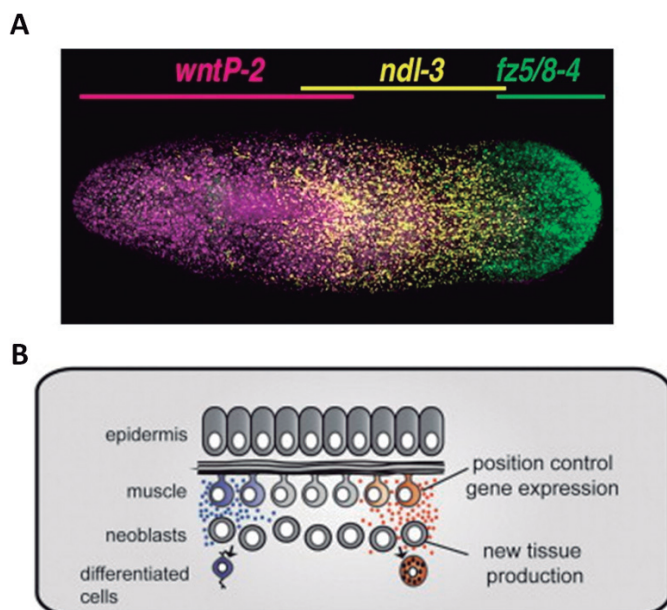 A
wntP-2 ndl-3 fz5/8-4
B
epidermis
muscle
neoblasts
differentiated
cells
position control
gene expression
new tissue
production